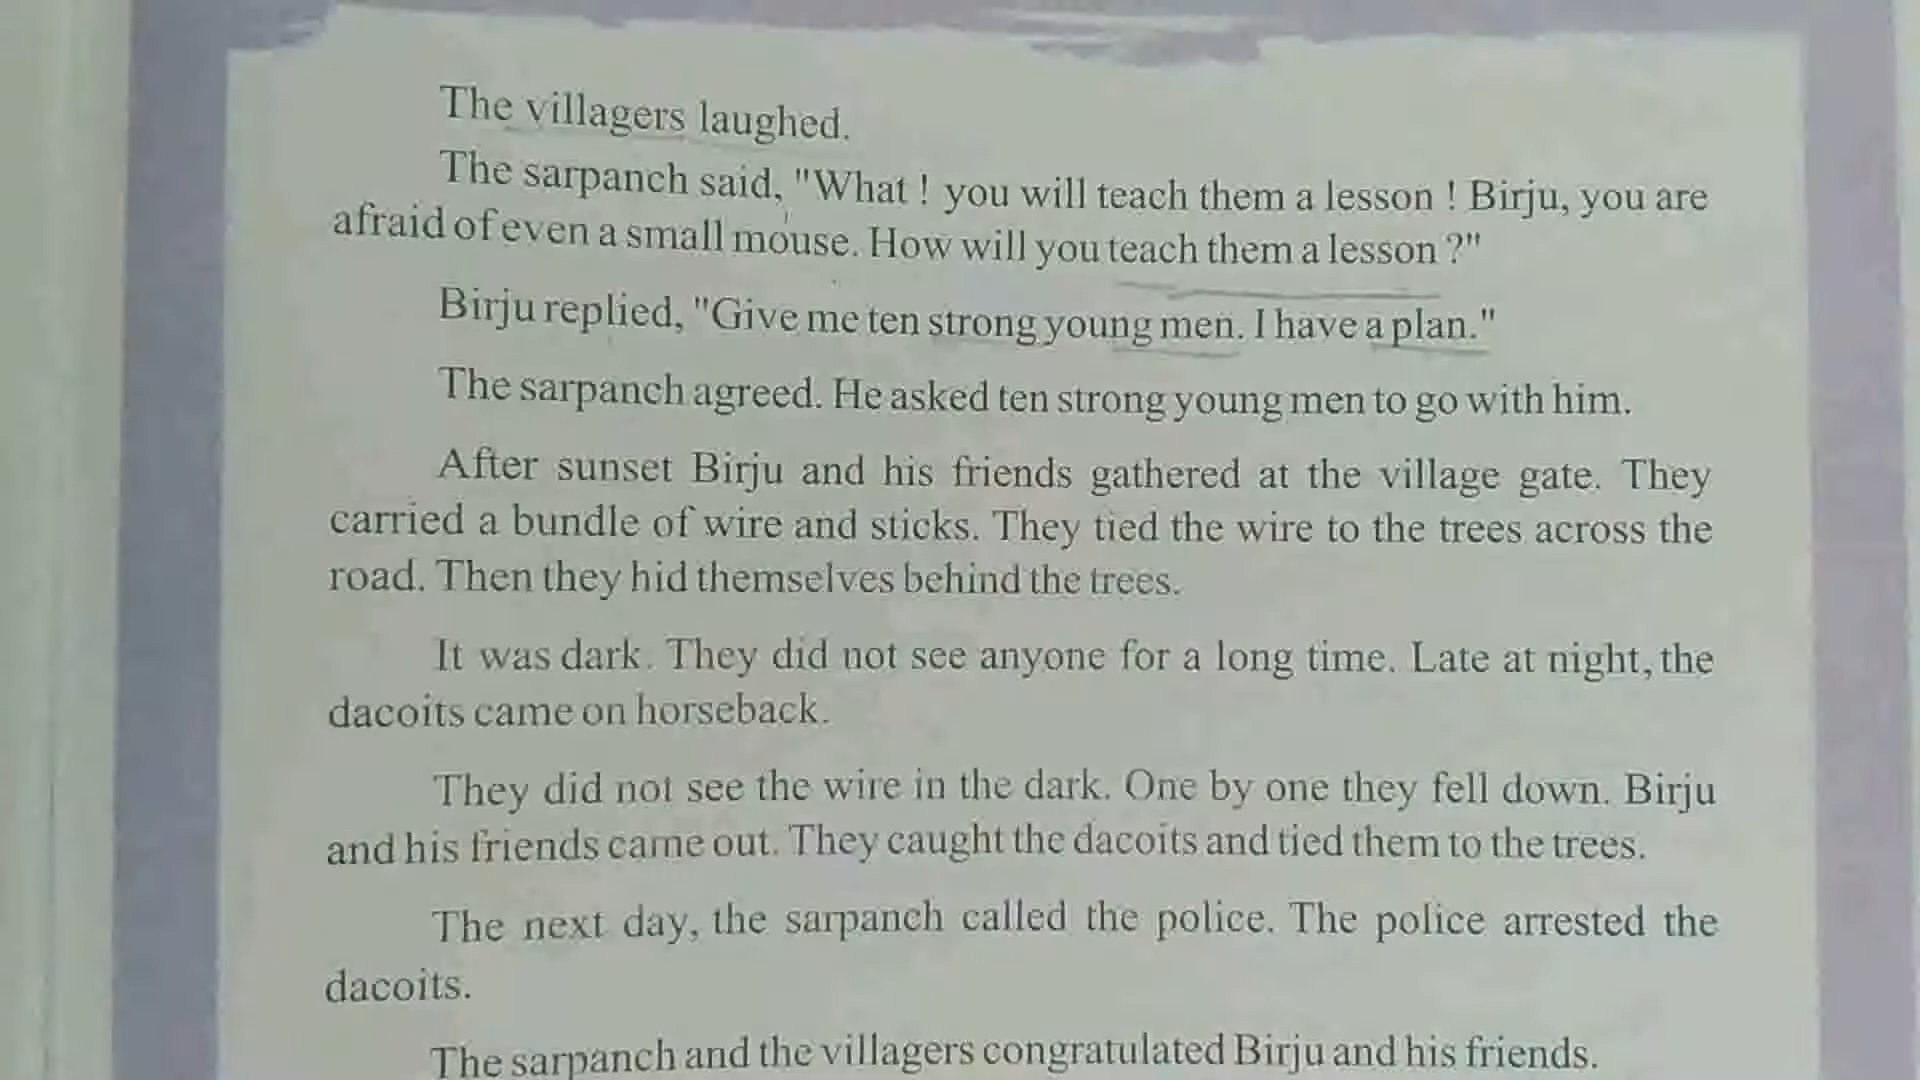 The villagers laughed.
The sarpanch said, "What ! you will teach them a lesson ! Birju, you are
afraid of even a small mouse. How will you teach them a lesson ?"
Birju replied, "Give me ten strong young men. I have a plan."
The sarpanch agreed. He asked ten strong young men to go with him.
After sunset Birju and his friends gathered at the village gate. They
carried a bundle of wire and sticks. They tied the wire to the trees across the
road. Then they hid themselves behind the trees.
It was dark. They did not see anyone for a long time. Late at night, the
dacoits came on horseback.
They did not see the wire in the dark. One by one they fell down. Birju
and his friends came out. They caught the dacoits and tied them to the trees.
The next day, the sarpanch called the police. The police arrested the
dacoits.
The sarpanch and the villagers congratulated Birju and his friends.